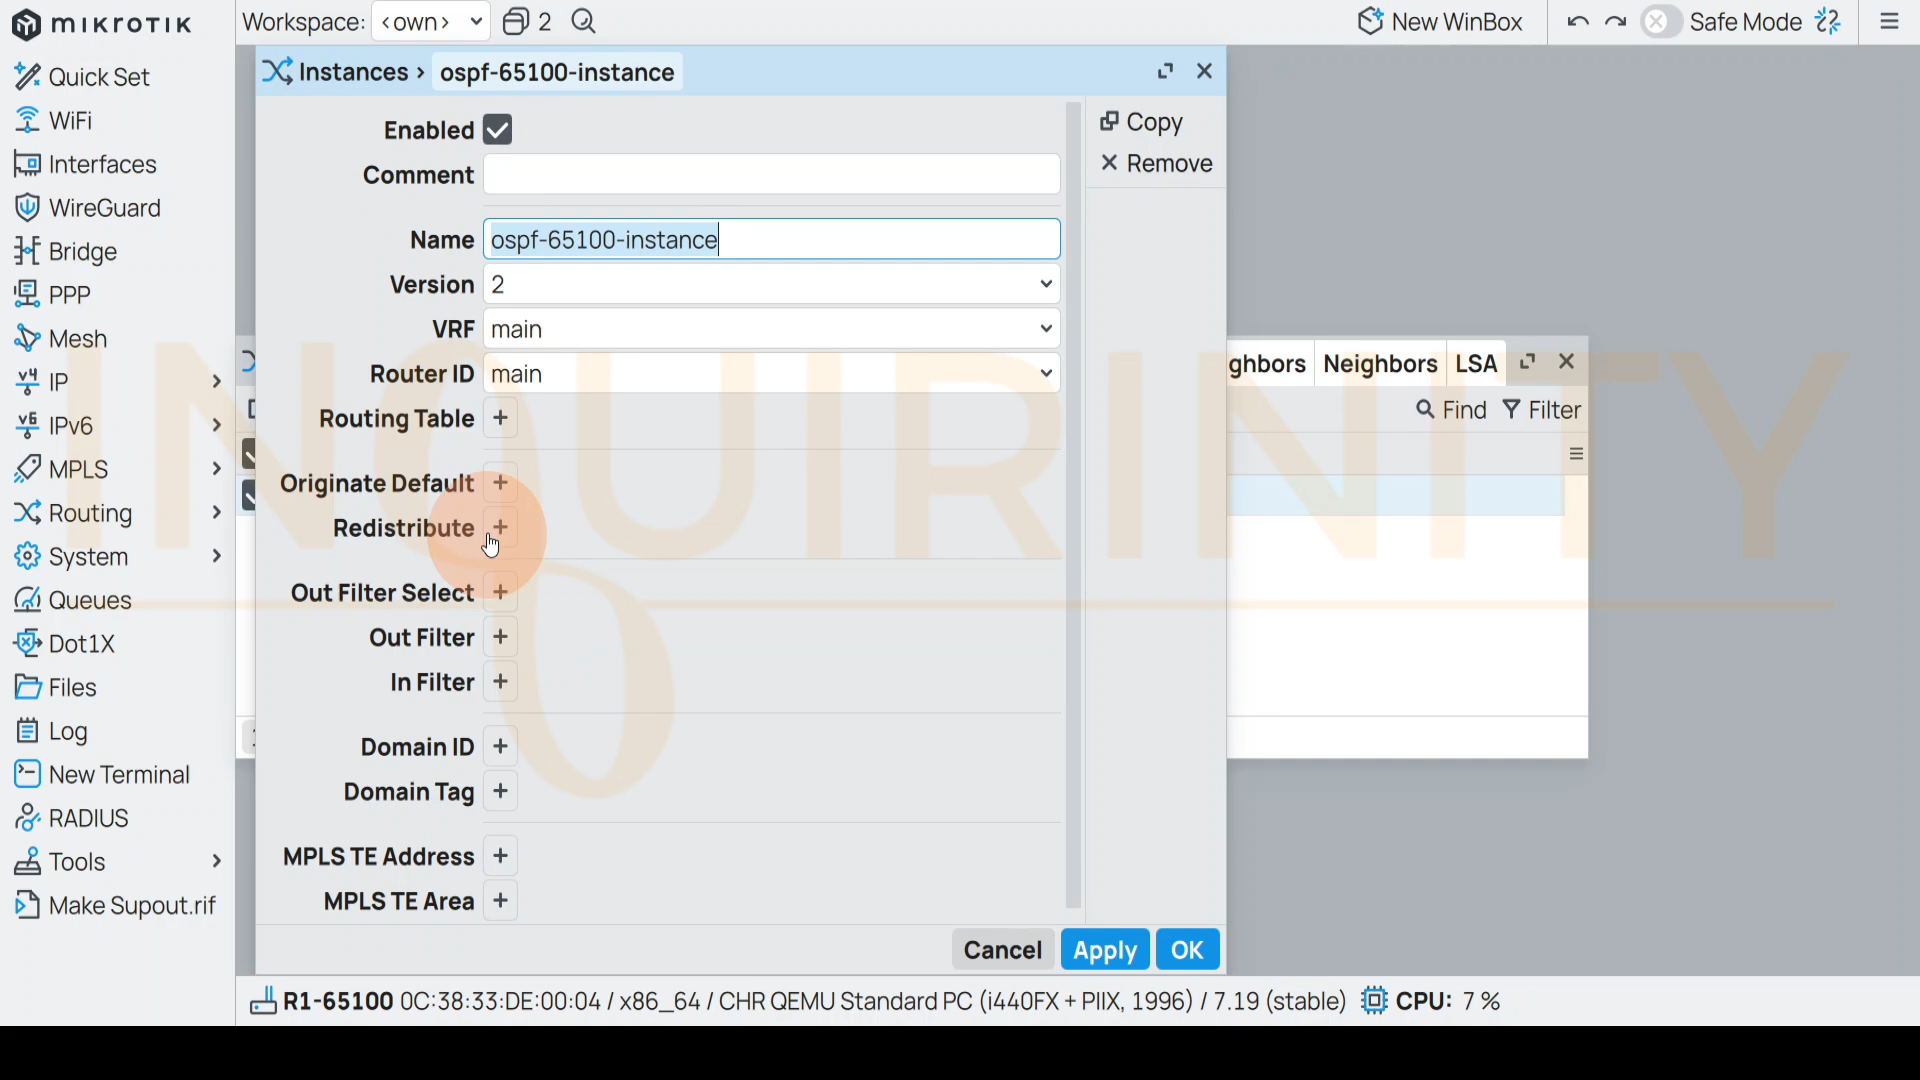 mikrotik
Workspace: <own> 2
New WinBox
Safe Mode
Quick Set
WiFi
Interfaces
WireGuard
Bridge
PPP
Mesh
IP
IPv6
MPLS
Routing
System
Queues
Dot1X
Files
Log
New Terminal
RADIUS
Tools
Make Supout.rif
Instances › ospf-65100-instance
Enabled
Comment
Name ospf-65100-instance
Version 2
VRF main
Router ID main
Routing Table +
Originate Default +
Redistribute +
Out Filter Select +
Out Filter +
In Filter +
Domain ID +
Domain Tag +
MPLS TE Address +
MPLS TE Area +
Copy
Remove
Cancel Apply OK
ghbors Neighbors LSA
Find Filter
INQUIRINITY
R1-65100 0C:38:33:DE:00:04 / x86_64 / CHR QEMU Standard PC (i440FX + PIIX, 1996) / 7.19 (stable) CPU: 7 %